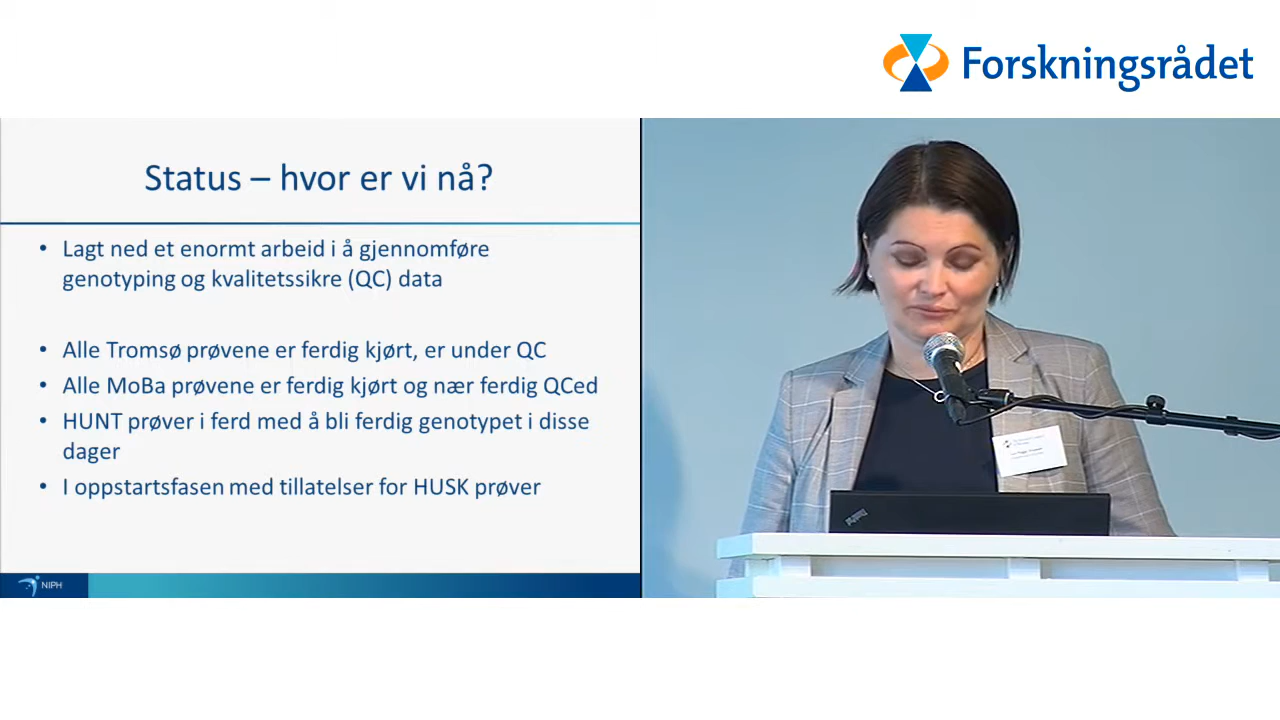 Forskningsrådet
Status – hvor er vi nå?
• Lagt ned et enormt arbeid i å gjennomføre
genotyping og kvalitetssikre (QC) data
• Alle Tromsø prøvene er ferdig kjørt, er under QC
• Alle MoBa prøvene er ferdig kjørt og nær ferdig QCed
• HUNT prøver i ferd med å bli ferdig genotypet i disse
dager
• I oppstartsfasen med tillatelser for HUSK prøver
NIPH
ThinkPad